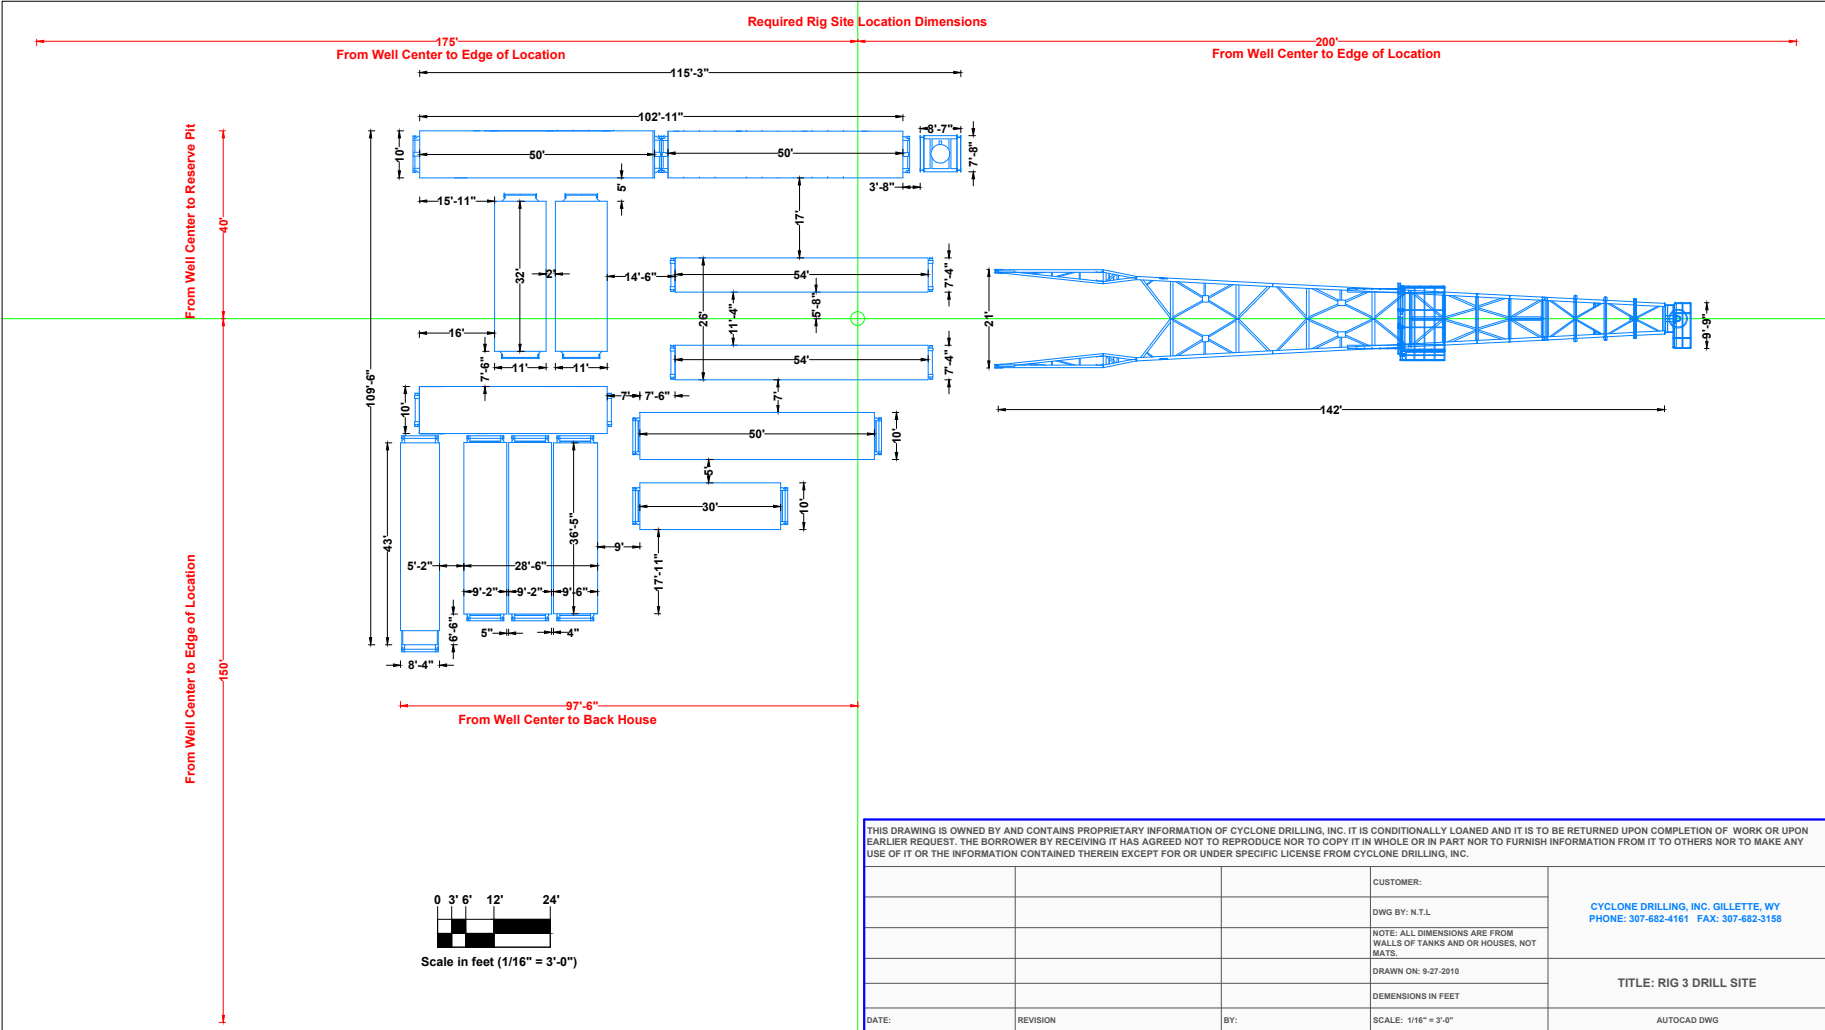 Required Rig Site Location Dimensions
175'
200'
From Well Center to Edge of Location
From Well Center to Edge of Location
115'-3"
102'-11"
8'-7"
From Well Center to Reserve Pit
10'
50'
50'
7'-8"
5'
3'-8"
15'-11"
17'
40'
32'
2'
14'-6"
54'
7'-4"
26'
11'-4"
5'-8"
21'
9'-9"
16'
54'
7'-4"
7'-6"
11'
11'
109'-6"
10'
7'
7'-6"
7'
142'
50'
10'
5'
30'
10'
43'
36'-5"
9'
5'-2"
28'-6"
17'-11"
9'-2"
9'-2"
9'-6"
6'-6"
5"
4"
8'-4"
From Well Center to Edge of Location
150'
97'-6"
From Well Center to Back House
THIS DRAWING IS OWNED BY AND CONTAINS PROPRIETARY INFORMATION OF CYCLONE DRILLING, INC. IT IS CONDITIONALLY LOANED AND IT IS TO BE RETURNED UPON COMPLETION OF WORK OR UPON
EARLIER REQUEST. THE BORROWER BY RECEIVING IT HAS AGREED NOT TO REPRODUCE NOR TO COPY IT IN WHOLE OR IN PART NOR TO FURNISH INFORMATION FROM IT TO OTHERS NOR TO MAKE ANY
USE OF IT OR THE INFORMATION CONTAINED THEREIN EXCEPT FOR OR UNDER SPECIFIC LICENSE FROM CYCLONE DRILLING, INC.
CUSTOMER:
DWG BY: N.T.L
NOTE: ALL DIMENSIONS ARE FROM
WALLS OF TANKS AND OR HOUSES, NOT
MATS.
DRAWN ON: 9-27-2010
DEMENSIONS IN FEET
SCALE: 1/16" = 3'-0"
CYCLONE DRILLING, INC. GILLETTE, WY
PHONE: 307-682-4161 FAX: 307-682-3158
TITLE: RIG 3 DRILL SITE
AUTOCAD DWG
DATE:
REVISION
BY:
0 3' 6' 12' 24'
Scale in feet (1/16" = 3'-0")